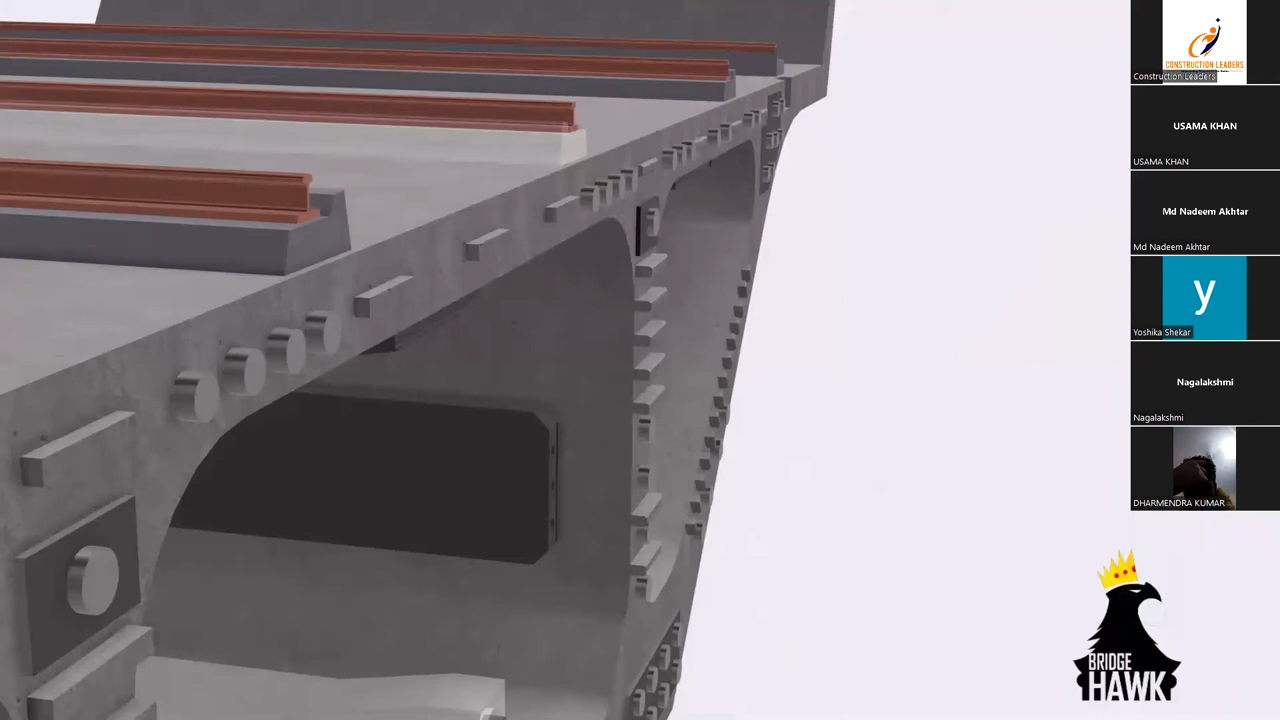 CONSTRUCTION LEADERS
Construction Leaders
USAMA KHAN
USAMA KHAN
Md Nadeem Akhtar
Md Nadeem Akhtar
y
Yoshika Shekar
Nagalakshmi
Nagalakshmi
DHARMENDRA KUMAR
BRIDGE
HAWK